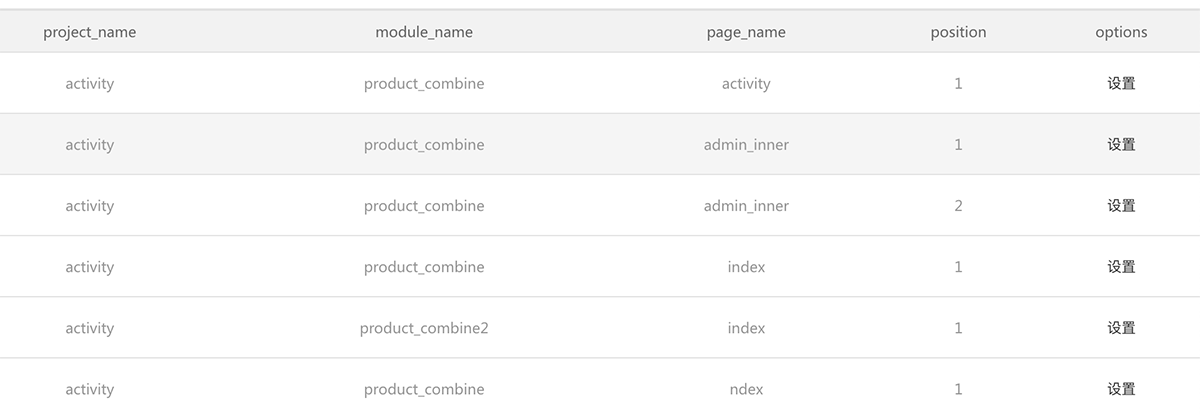 project_name module_name page_name position options
activity product_combine activity 1 设置
activity product_combine admin_inner 1 设置
activity product_combine admin_inner 2 设置
activity product_combine index 1 设置
activity product_combine2 index 1 设置
activity product_combine ndex 1 设置